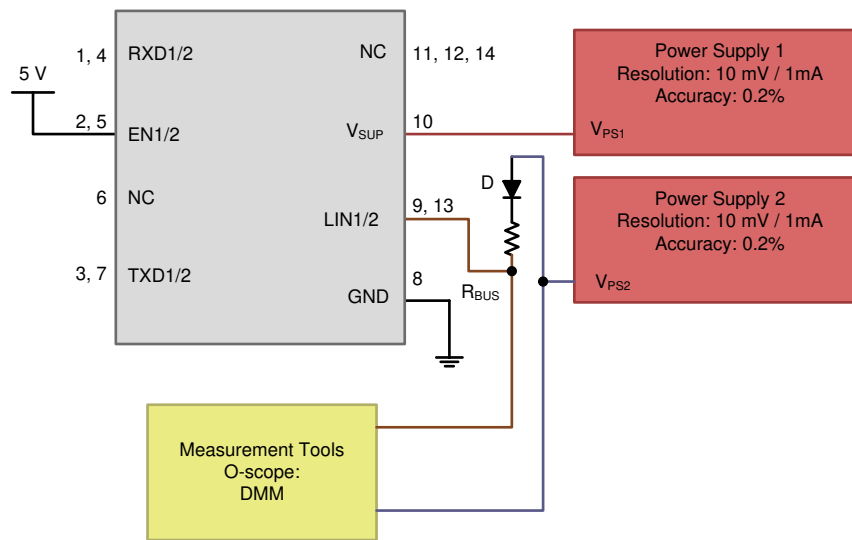 5 V
1, 4
RXD1/2
NC
11, 12, 14
2, 5
EN1/2
VSUP
10
6
NC
9, 13
LIN1/2
3, 7
TXD1/2
8
GND
D
RBUS
Power Supply 1
Resolution: 10 mV / 1mA
Accuracy: 0.2%
VPS1
Power Supply 2
Resolution: 10 mV / 1mA
Accuracy: 0.2%
VPS2
Measurement Tools
O-scope:
DMM